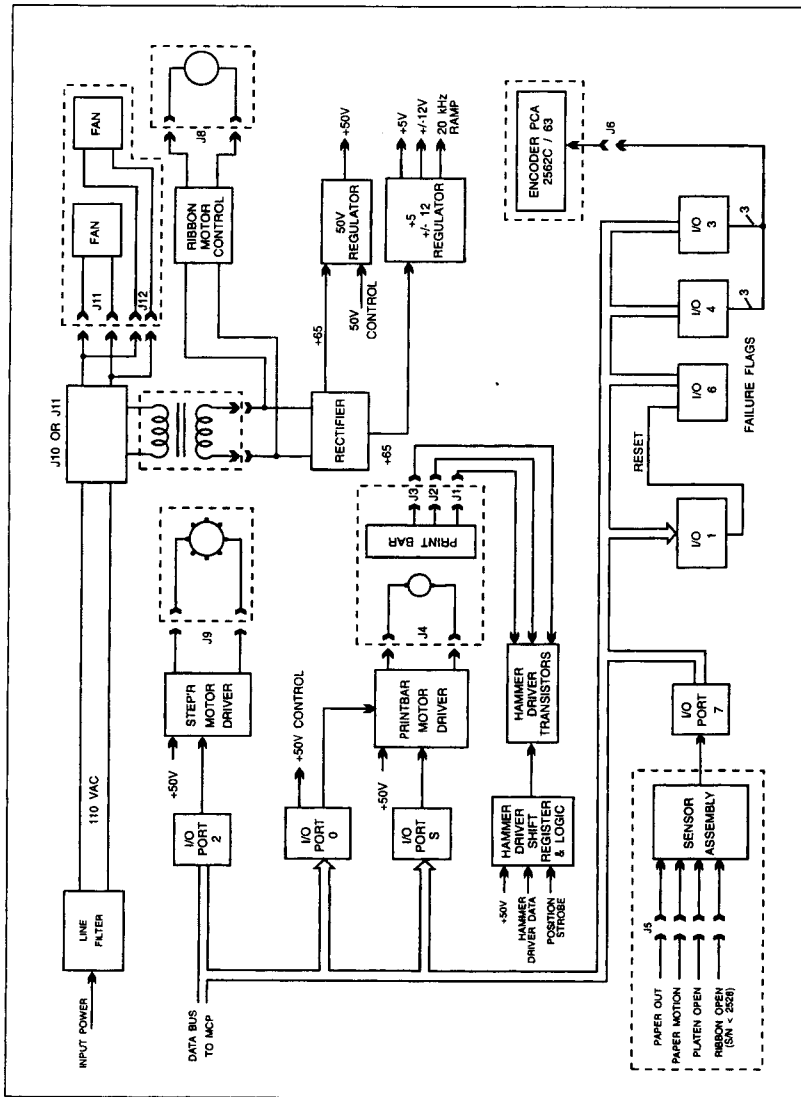 INPUT POWER
LINE
FILTER
110 VAC
J10 OR J11
FAN
FAN
J11
J12
J8
RIBBON
MOTOR
CONTROL
RECTIFIER
+65
+65
50V
REGULATOR
50V
CONTROL
+50V
+5
+/- 12
REGULATOR
+5V
+/-12V
20 kHz
RAMP
DATA BUS
TO MCP
I/O
PORT
2
+50V
STEP'R
MOTOR
DRIVER
J9
I/O
PORT
0
+50V CONTROL
I/O
PORT
S
+50V
PRINTBAR
MOTOR
DRIVER
J4
PRINT BAR
J3
J2
J1
+50V
HAMMER
DRIVER DATA
POSITION
STROBE
HAMMER
DRIVER
SHIFT
REGISTER
& LOGIC
HAMMER
DRIVER
TRANSISTORS
ENCODER PCA
2562C / 63
J6
I/O
3
3
I/O
4
3
I/O
6
FAILURE FLAGS
RESET
I/O
1
I/O
PORT
7
SENSOR
ASSEMBLY
J5
PAPER OUT
PAPER MOTION
PLATEN OPEN
RIBBON OPEN
(S/N < 2528)